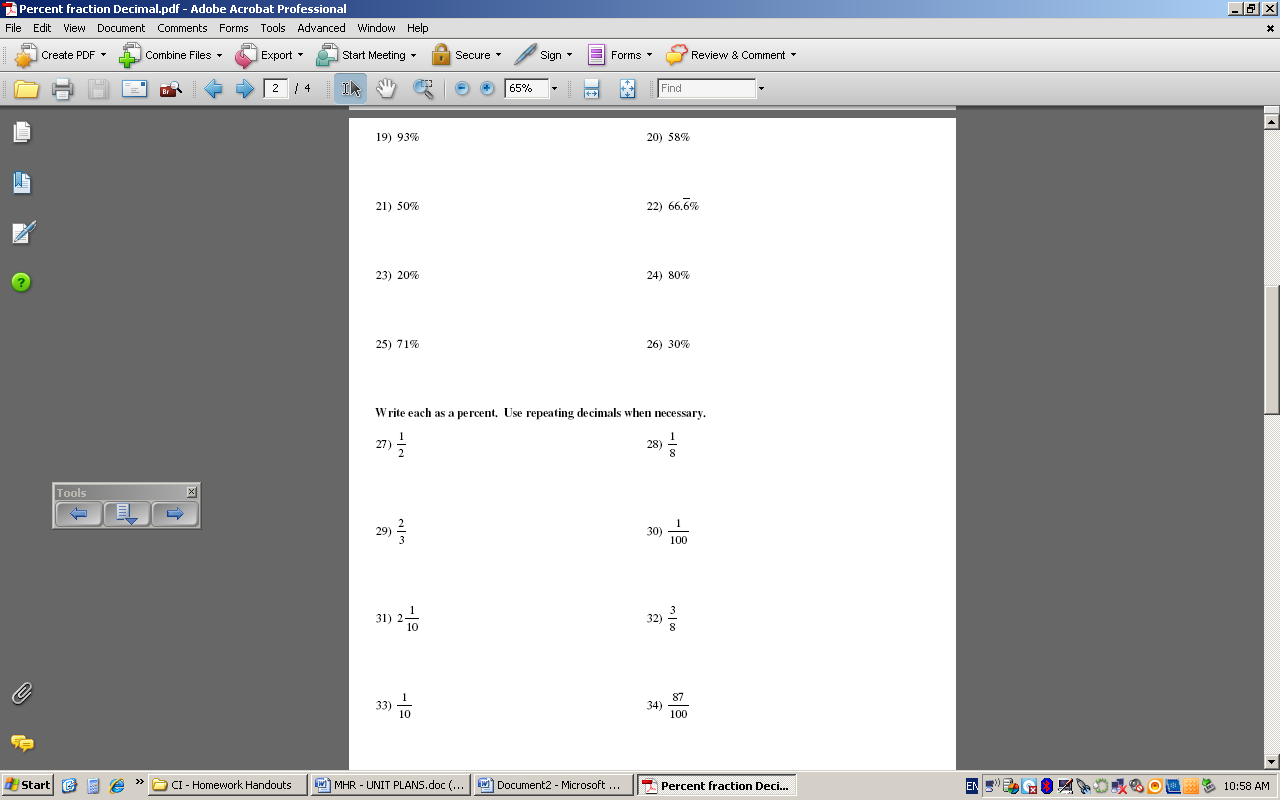 Percent fraction Decimal.pdf - Adobe Acrobat Professional
File Edit View Document Comments Forms Tools Advanced Window Help
Create PDF Combine Files Export Start Meeting Secure Sign Forms Review & Comment
2 / 4 65% Find
19) 93% 20) 58%
21) 50% 22) 66.6̅%
23) 20% 24) 80%
25) 71% 26) 30%
Write each as a percent. Use repeating decimals when necessary.
27) 1/2 28) 1/8
Tools
29) 2/3 30) 1/100
31) 2 1/10 32) 3/8
33) 1/10 34) 87/100
Start » CI - Homework Handouts MHR - UNIT PLANS.doc (... Document2 - Microsoft ... Percent fraction Deci... EN 10:58 AM